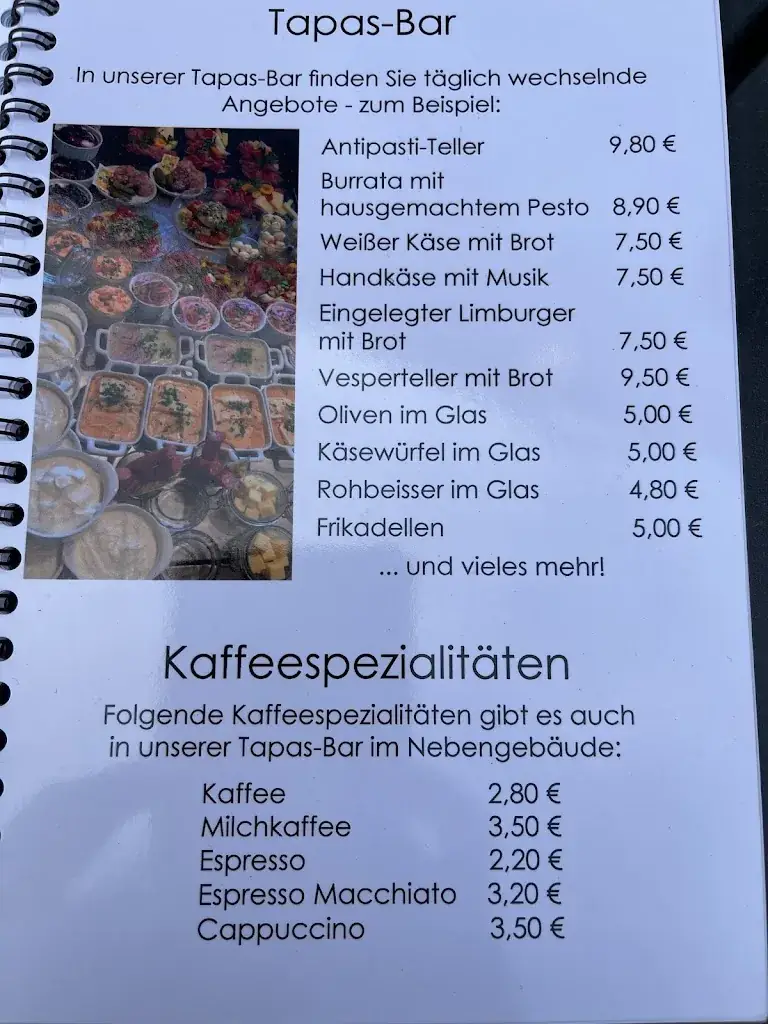 Tapas-Bar
In unserer Tapas-Bar finden Sie täglich wechselnde
Angebote - zum Beispiel:
Antipasti-Teller 9,80 €
Burrata mit
hausgemachtem Pesto 8,90 €
Weißer Käse mit Brot 7,50 €
Handkäse mit Musik 7,50 €
Eingelegter Limburger
mit Brot 7,50 €
Vesperteller mit Brot 9,50 €
Oliven im Glas 5,00 €
Käsewürfel im Glas 5,00 €
Rohbeisser im Glas 4,80 €
Frikadellen 5,00 €
... und vieles mehr!
Kaffeespezialitäten
Folgende Kaffeespezialitäten gibt es auch
in unserer Tapas-Bar im Nebengebäude:
Kaffee 2,80 €
Milchkaffee 3,50 €
Espresso 2,20 €
Espresso Macchiato 3,20 €
Cappuccino 3,50 €